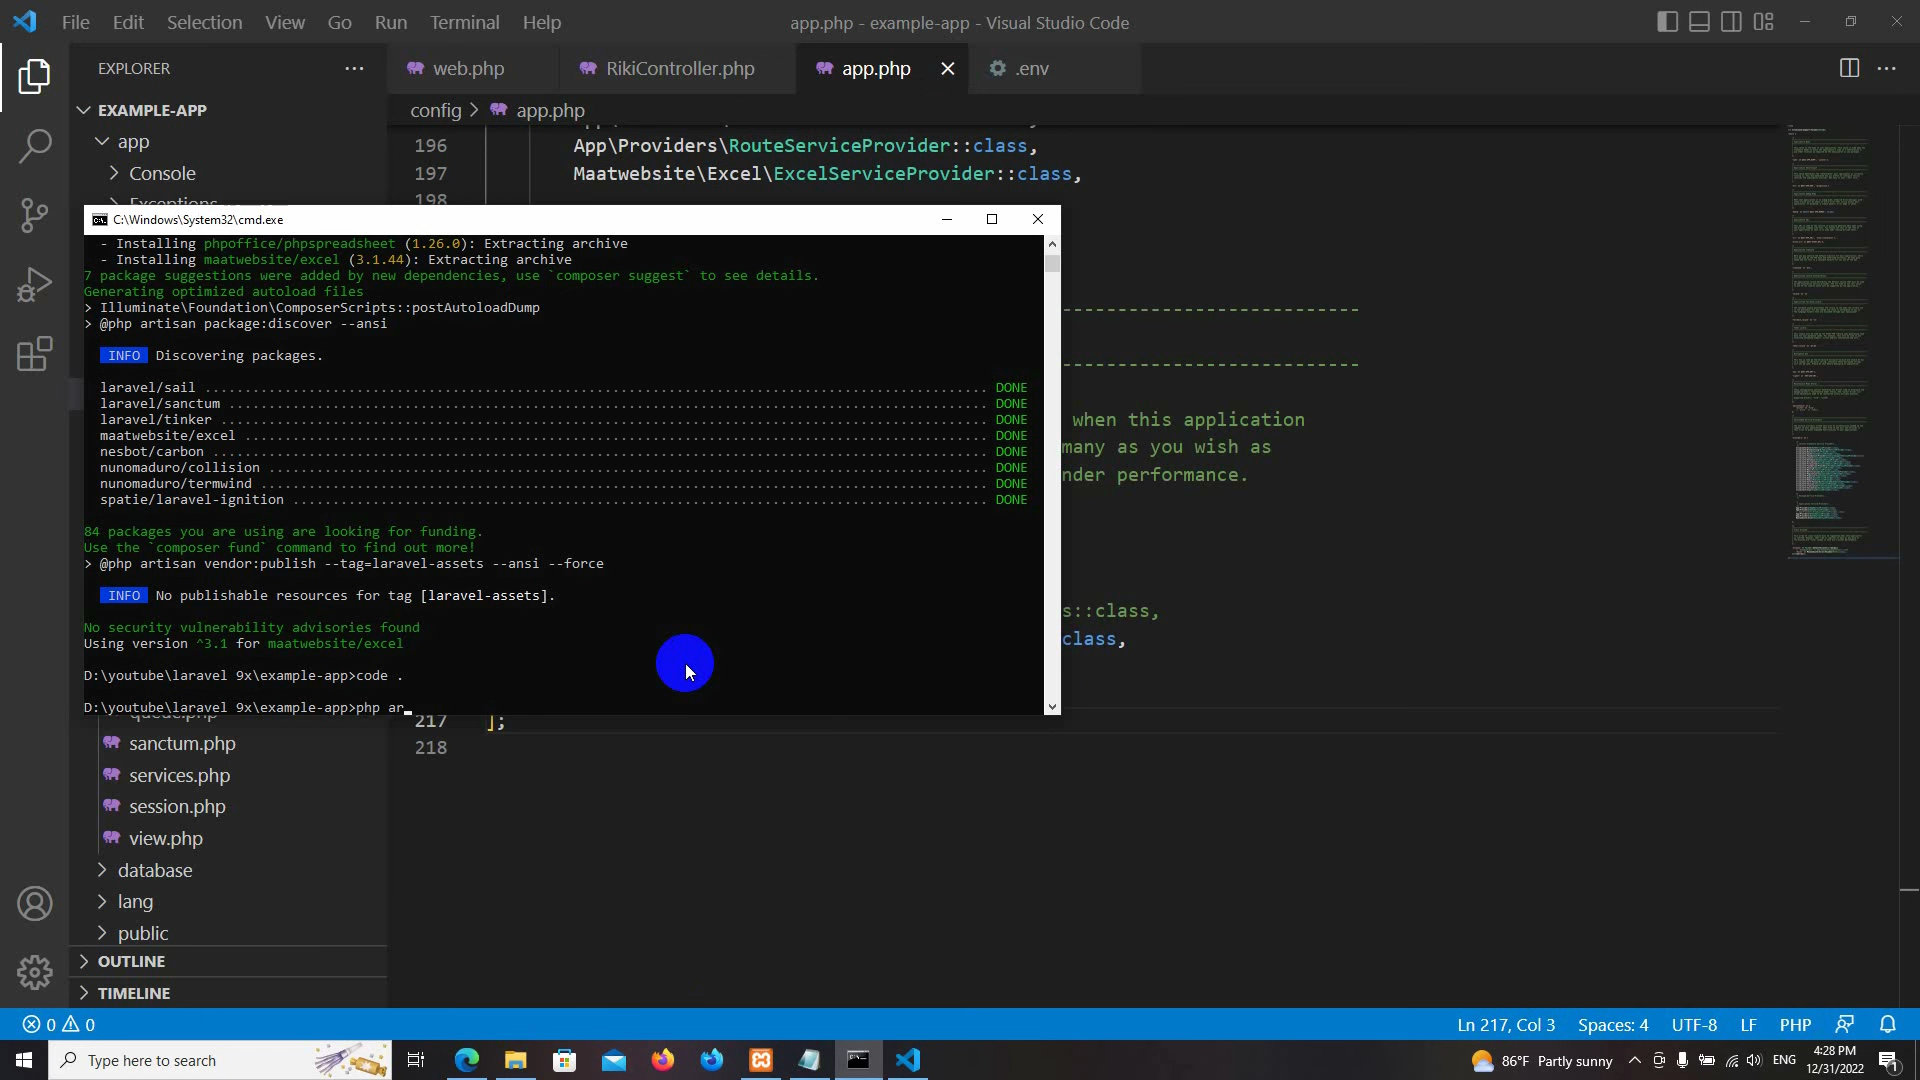 File Edit Selection View Go Run Terminal Help
app.php - example-app - Visual Studio Code
EXPLORER
web.php
RikiController.php
app.php
.env
EXAMPLE-APP
config > app.php
app
Console
196 App\Providers\RouteServiceProvider::class,
197 Maatwebsite\Excel\ExcelServiceProvider::class,
198
Exceptions
C:\Windows\System32\cmd.exe
- Installing phpoffice/phpspreadsheet (1.26.0): Extracting archive
- Installing maatwebsite/excel (3.1.44): Extracting archive
7 package suggestions were added by new dependencies, use `composer suggest` to see details.
Generating optimized autoload files
> Illuminate\Foundation\ComposerScripts::postAutoloadDump
> @php artisan package:discover --ansi
INFO Discovering packages.
laravel/sail ........ DONE
laravel/sanctum ........ DONE
laravel/tinker ........ DONE
maatwebsite/excel ........ DONE
nesbot/carbon ........ DONE
nunomaduro/collision ........ DONE
nunomaduro/termwind ........ DONE
spatie/laravel-ignition ........ DONE
84 packages you are using are looking for funding.
Use the `composer fund` command to find out more!
> @php artisan vendor:publish --tag=laravel-assets --ansi --force
INFO No publishable resources for tag [laravel-assets].
No security vulnerability advisories found
Using version ^3.1 for maatwebsite/excel
D:\youtube\laravel 9x\example-app>code .
D:\youtube\laravel 9x\example-app>php ar_
when this application
many as you wish as
nder performance.
s::class,
class,
217 ];
218
queue.php
sanctum.php
services.php
session.php
view.php
database
lang
public
OUTLINE
TIMELINE
0 0
Ln 217, Col 3 Spaces: 4 UTF-8 LF PHP
Type here to search
86°F Partly sunny
ENG
4:28 PM
12/31/2022
1